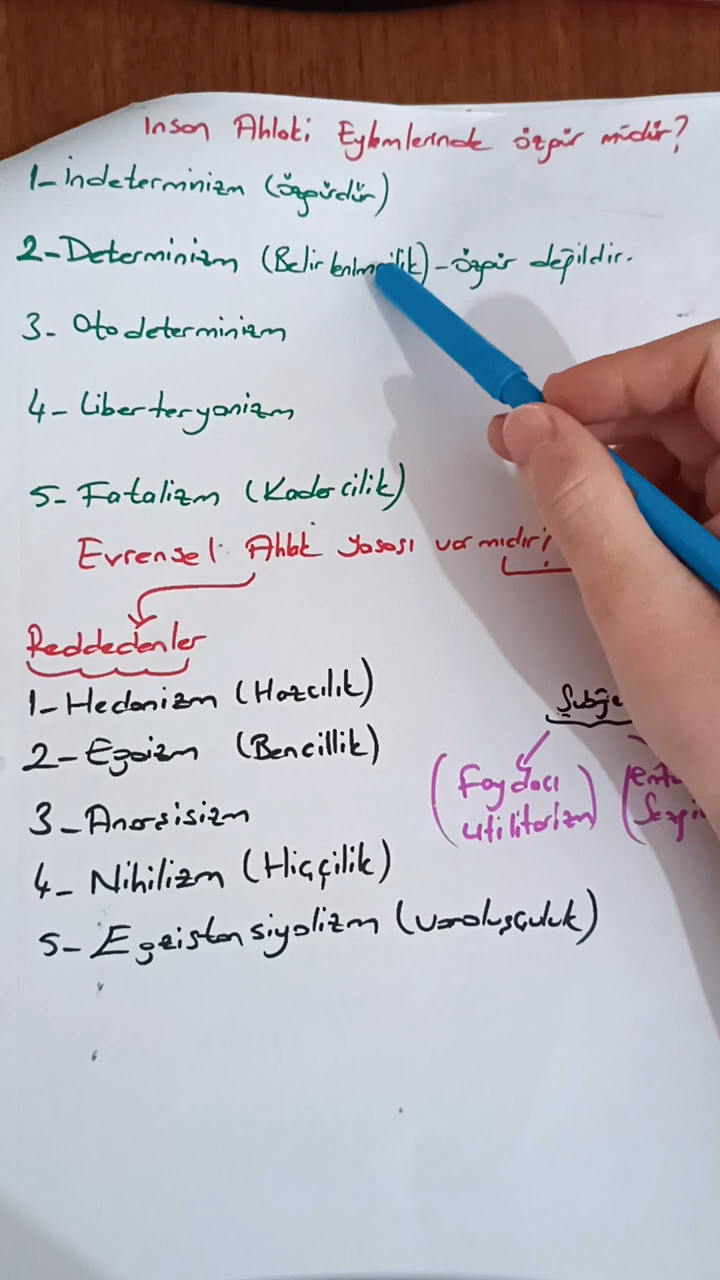 İnsan Ahlaki Eylemlerinde özgür müdür?
1- İndeterminizm (özgürdür)
2- Determinizm (Belirlenimcilik) - özgür değildir.
3- Otodeterminizm
4- Liberteryanizm
5- Fatalizm (Kadercilik)
Evrensel Ahlak Yasası var mıdır?
Reddedenler
1- Hedonizm (Hazcılık)
2- Egoizm (Bencillik)
3- Anarşisizm
4- Nihilizm (Hiççilik)
5- Egzistansiyalizm (varoluşçuluk)
(Faydacı
utilitarizm)